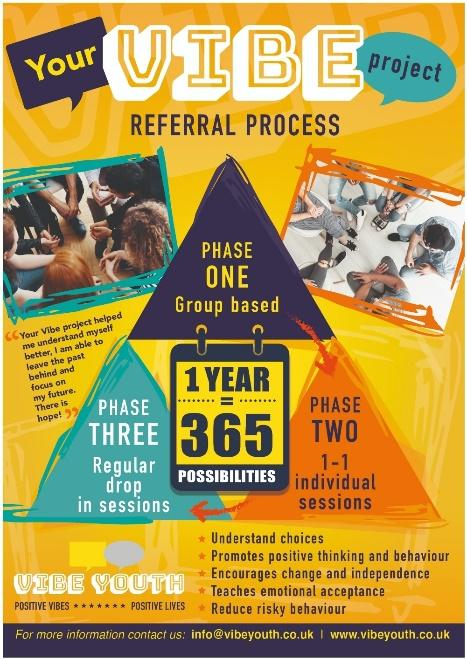 Your VIBE project
REFERRAL PROCESS
PHASE
ONE
Group based
“Your Vibe project helped
me understand myself
better, I am able to
leave the past
behind and
focus on
my future.
There is
hope! ”
1 YEAR
=
365
POSSIBILITIES
PHASE
TWO
1-1
individual
sessions
PHASE
THREE
Regular
drop
in sessions
Understand choices
Promotes positive thinking and behaviour
Encourages change and independence
Teaches emotional acceptance
Reduce risky behaviour
VIBE YOUTH
POSITIVE VIBES ★★★★★★★ POSITIVE LIVES
For more information contact us: info@vibeyouth.co.uk | www.vibeyouth.co.uk